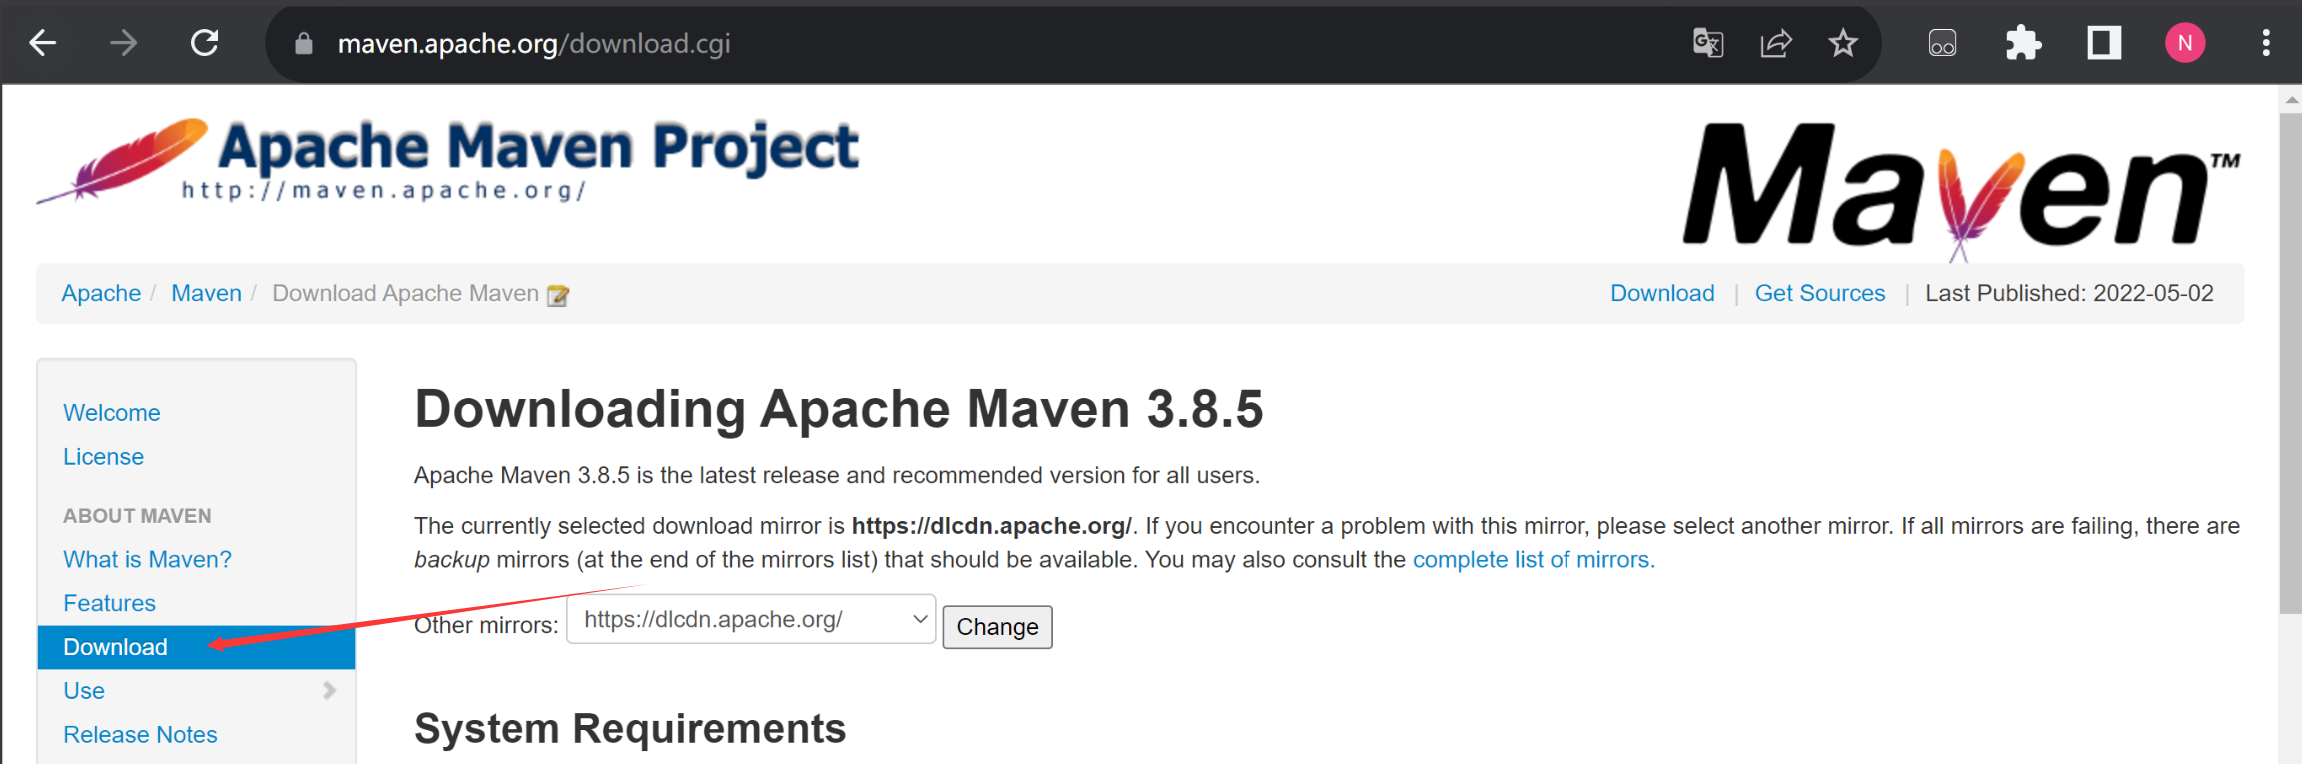 maven.apache.org/download.cgi
N
Apache Maven Project
http://maven.apache.org/
Maven™
Apache / Maven / Download Apache Maven
Download | Get Sources | Last Published: 2022-05-02
Welcome
License
ABOUT MAVEN
What is Maven?
Features
Download
Use
Release Notes
Downloading Apache Maven 3.8.5
Apache Maven 3.8.5 is the latest release and recommended version for all users.
The currently selected download mirror is https://dlcdn.apache.org/. If you encounter a problem with this mirror, please select another mirror. If all mirrors are failing, there are
backup mirrors (at the end of the mirrors list) that should be available. You may also consult the complete list of mirrors.
Other mirrors: https://dlcdn.apache.org/ Change
System Requirements